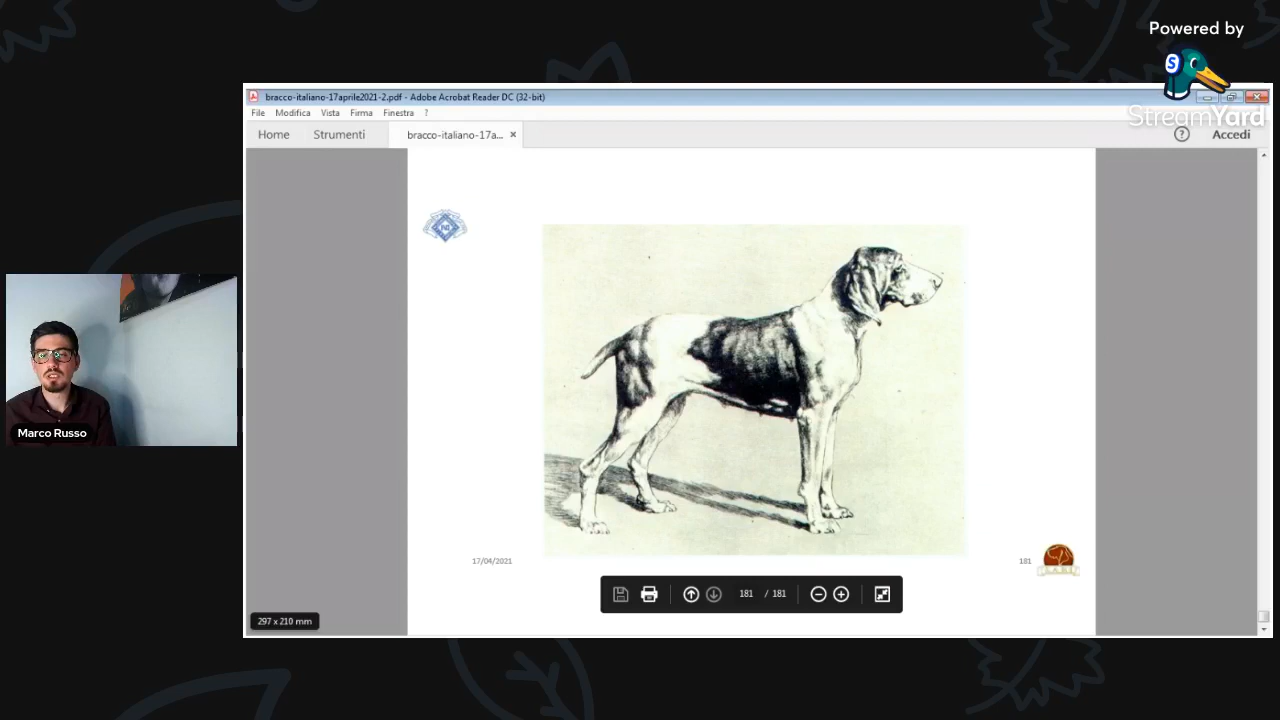 Powered by
StreamYard
bracco-italiano-17aprile2021-2.pdf - Adobe Acrobat Reader DC (32-bit)
File Modifica Vista Firma Finestra ?
Home Strumenti bracco-italiano-17a... × ? Accedi
Marco Russo
17/04/2021
181
181 / 181
297 x 210 mm